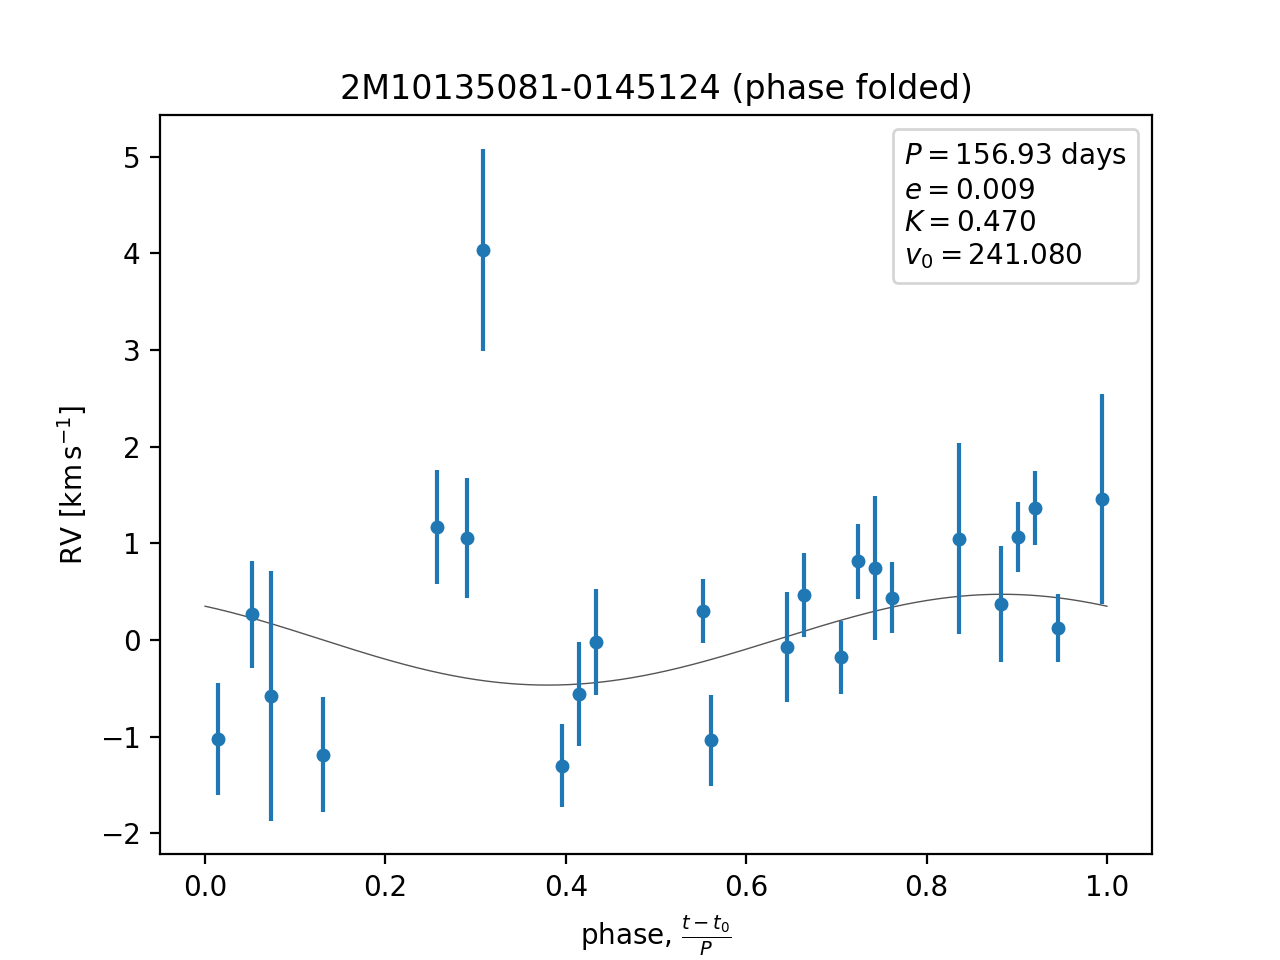 2M10135081-0145124 (phase folded)
P = 156.93 days
e = 0.009
K = 0.470
v₀ = 241.080
RV [km s⁻¹]
5
4
3
2
1
0
−1
−2
0.0 0.2 0.4 0.6 0.8 1.0
phase, (t − t₀)/P